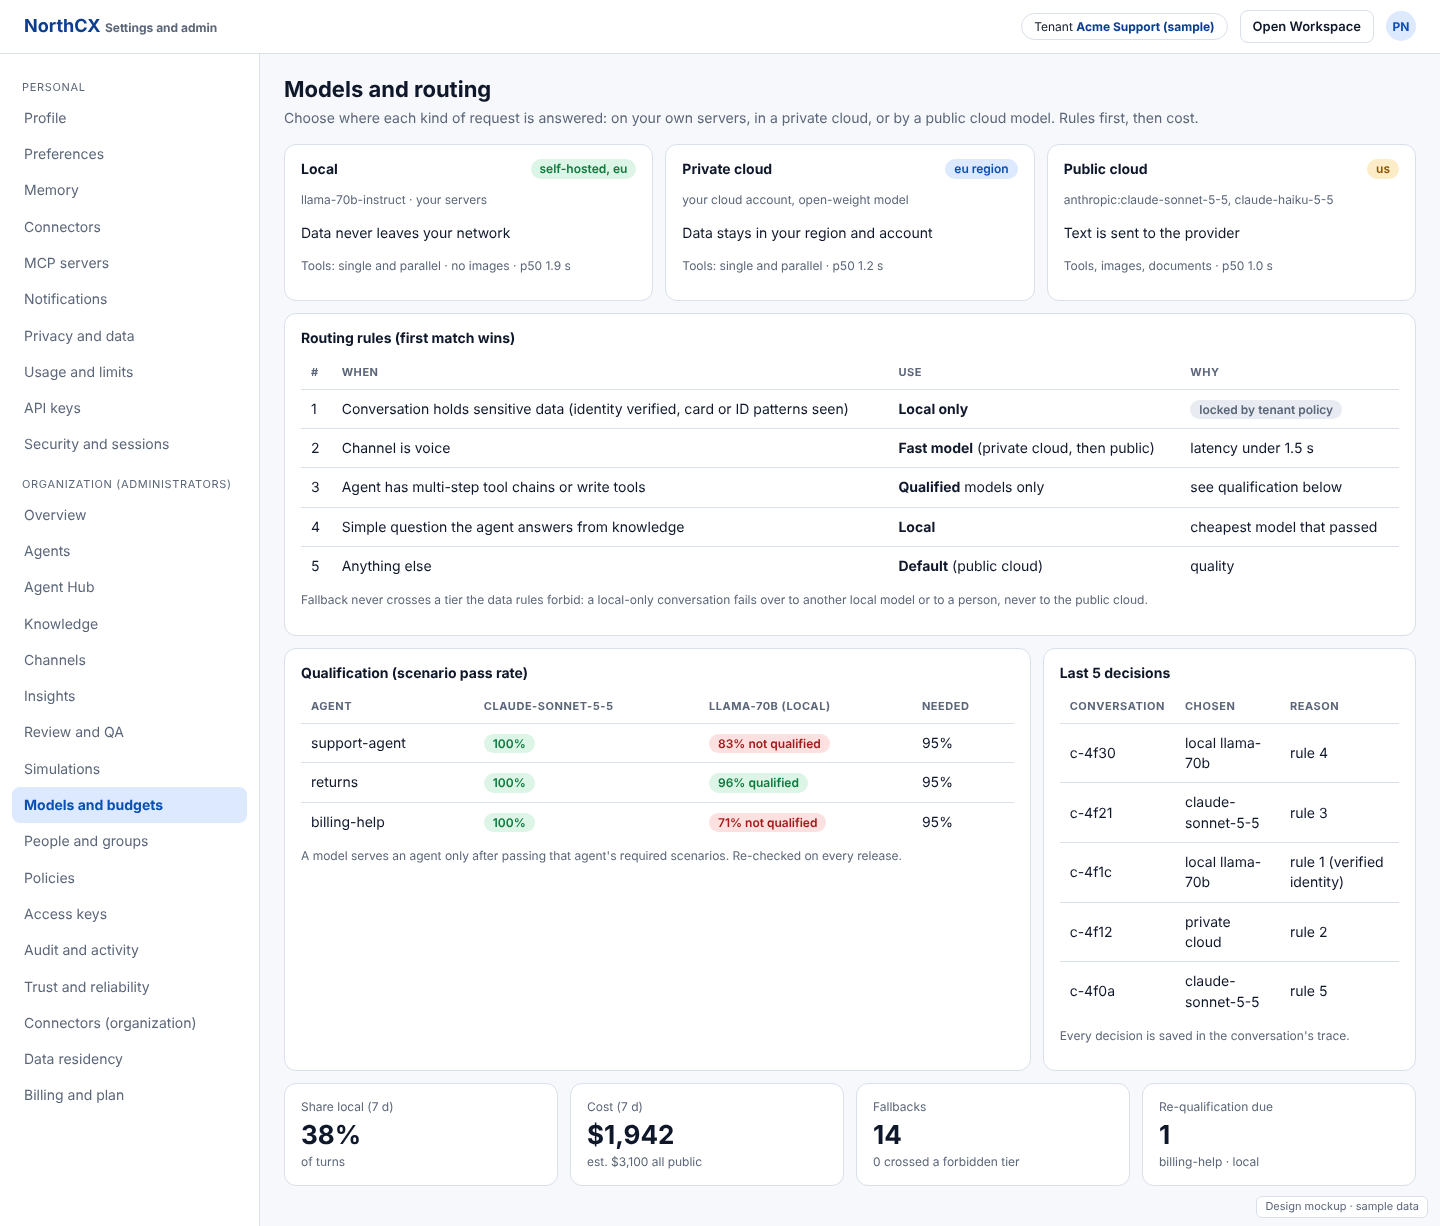 NorthCX Settings and admin
Tenant Acme Support (sample)
Open Workspace
PN
PERSONAL
Profile
Preferences
Memory
Connectors
MCP servers
Notifications
Privacy and data
Usage and limits
API keys
Security and sessions
ORGANIZATION (ADMINISTRATORS)
Overview
Agents
Agent Hub
Knowledge
Channels
Insights
Review and QA
Simulations
Models and budgets
People and groups
Policies
Access keys
Audit and activity
Trust and reliability
Connectors (organization)
Data residency
Billing and plan
Models and routing
Choose where each kind of request is answered: on your own servers, in a private cloud, or by a public cloud model. Rules first, then cost.
Local self-hosted, eu
llama-70b-instruct · your servers
Data never leaves your network
Tools: single and parallel · no images · p50 1.9 s
Private cloud eu region
your cloud account, open-weight model
Data stays in your region and account
Tools: single and parallel · p50 1.2 s
Public cloud us
anthropic:claude-sonnet-5-5, claude-haiku-5-5
Text is sent to the provider
Tools, images, documents · p50 1.0 s
Routing rules (first match wins)
# WHEN USE WHY
1 Conversation holds sensitive data (identity verified, card or ID patterns seen) Local only locked by tenant policy
2 Channel is voice Fast model (private cloud, then public) latency under 1.5 s
3 Agent has multi-step tool chains or write tools Qualified models only see qualification below
4 Simple question the agent answers from knowledge Local cheapest model that passed
5 Anything else Default (public cloud) quality
Fallback never crosses a tier the data rules forbid: a local-only conversation fails over to another local model or to a person, never to the public cloud.
Qualification (scenario pass rate)
AGENT CLAUDE-SONNET-5-5 LLAMA-70B (LOCAL) NEEDED
support-agent 100% 83% not qualified 95%
returns 100% 96% qualified 95%
billing-help 100% 71% not qualified 95%
A model serves an agent only after passing that agent's required scenarios. Re-checked on every release.
Last 5 decisions
CONVERSATION CHOSEN REASON
c-4f30 local llama-70b rule 4
c-4f21 claude-sonnet-5-5 rule 3
c-4f1c local llama-70b rule 1 (verified identity)
c-4f12 private cloud rule 2
c-4f0a claude-sonnet-5-5 rule 5
Every decision is saved in the conversation's trace.
Share local (7 d)
38%
of turns
Cost (7 d)
$1,942
est. $3,100 all public
Fallbacks
14
0 crossed a forbidden tier
Re-qualification due
1
billing-help · local
Design mockup · sample data